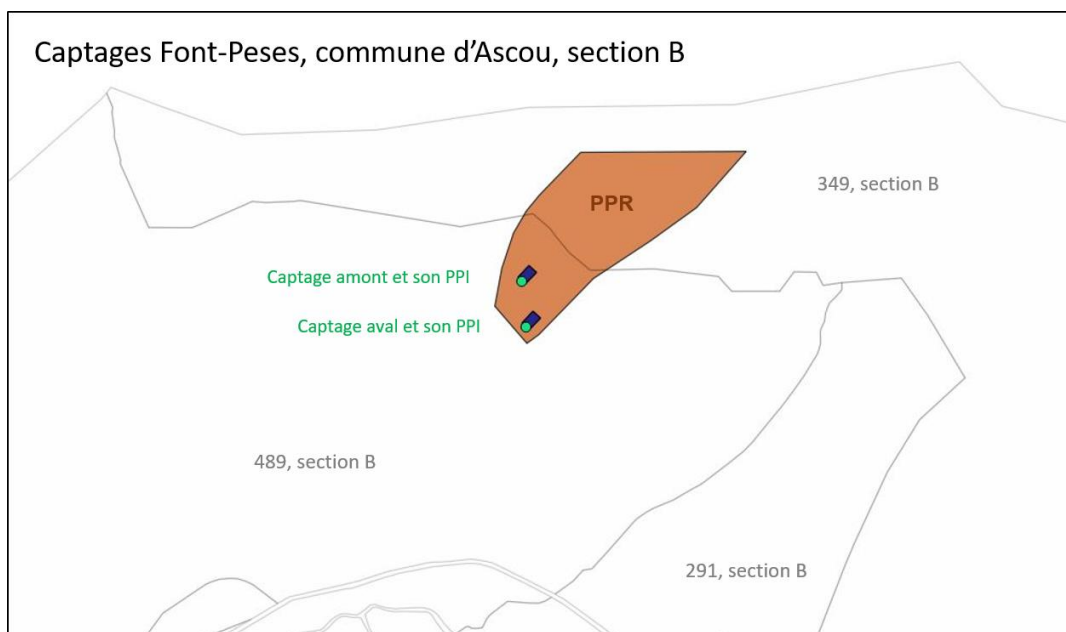 Captages Font-Peses, commune d'Ascou, section B
349, section B
PPR
Captage amont et son PPI
Captage aval et son PPI
489, section B
291, section B